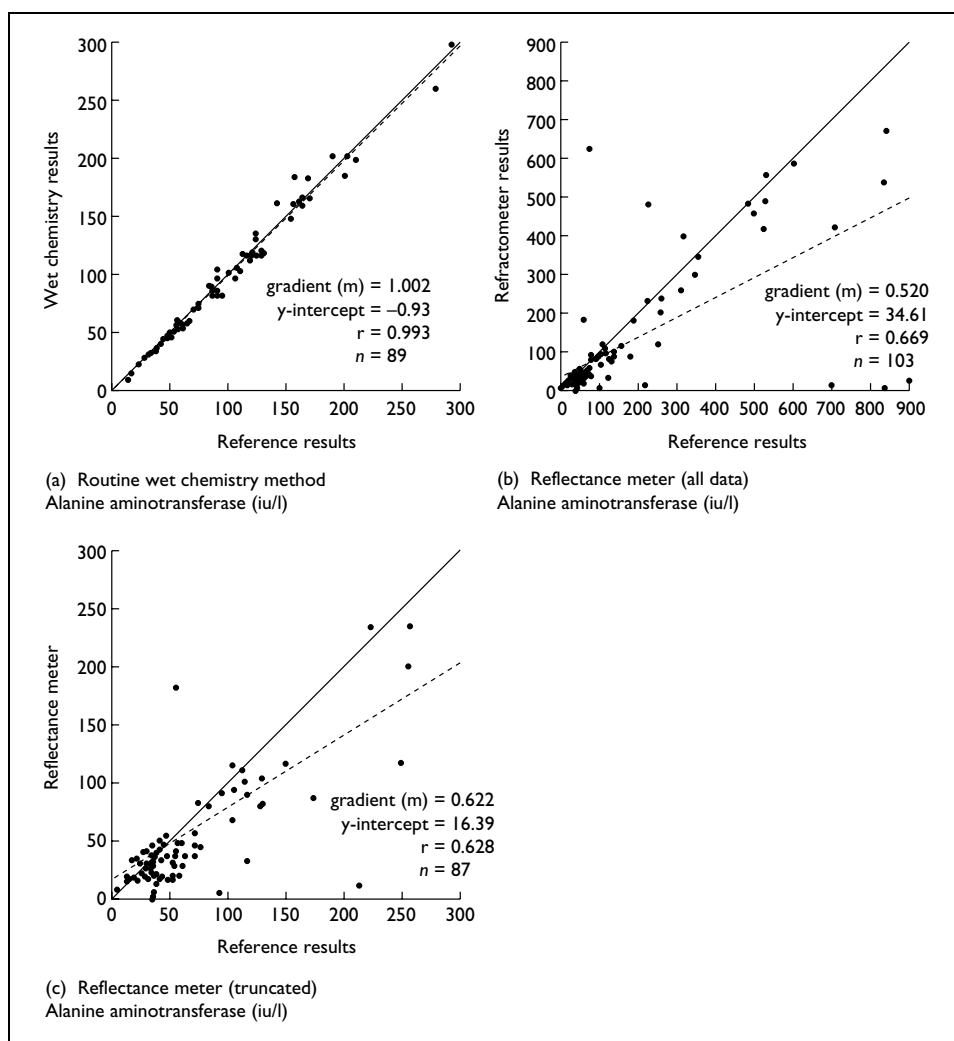 300
250
200
150
100
50
0
Wet chemistry results
gradient (m) = 1.002
y-intercept = –0.93
r = 0.993
n = 89
0 50 100 150 200 250 300
Reference results
(a) Routine wet chemistry method
Alanine aminotransferase (iu/l)
900
800
700
600
500
400
300
200
100
0
Refractometer results
gradient (m) = 0.520
y-intercept = 34.61
r = 0.669
n = 103
0 100 200 300 400 500 600 700 800 900
Reference results
(b) Reflectance meter (all data)
Alanine aminotransferase (iu/l)
300
250
200
150
100
50
0
Reflectance meter
gradient (m) = 0.622
y-intercept = 16.39
r = 0.628
n = 87
0 50 100 150 200 250 300
Reference results
(c) Reflectance meter (truncated)
Alanine aminotransferase (iu/l)